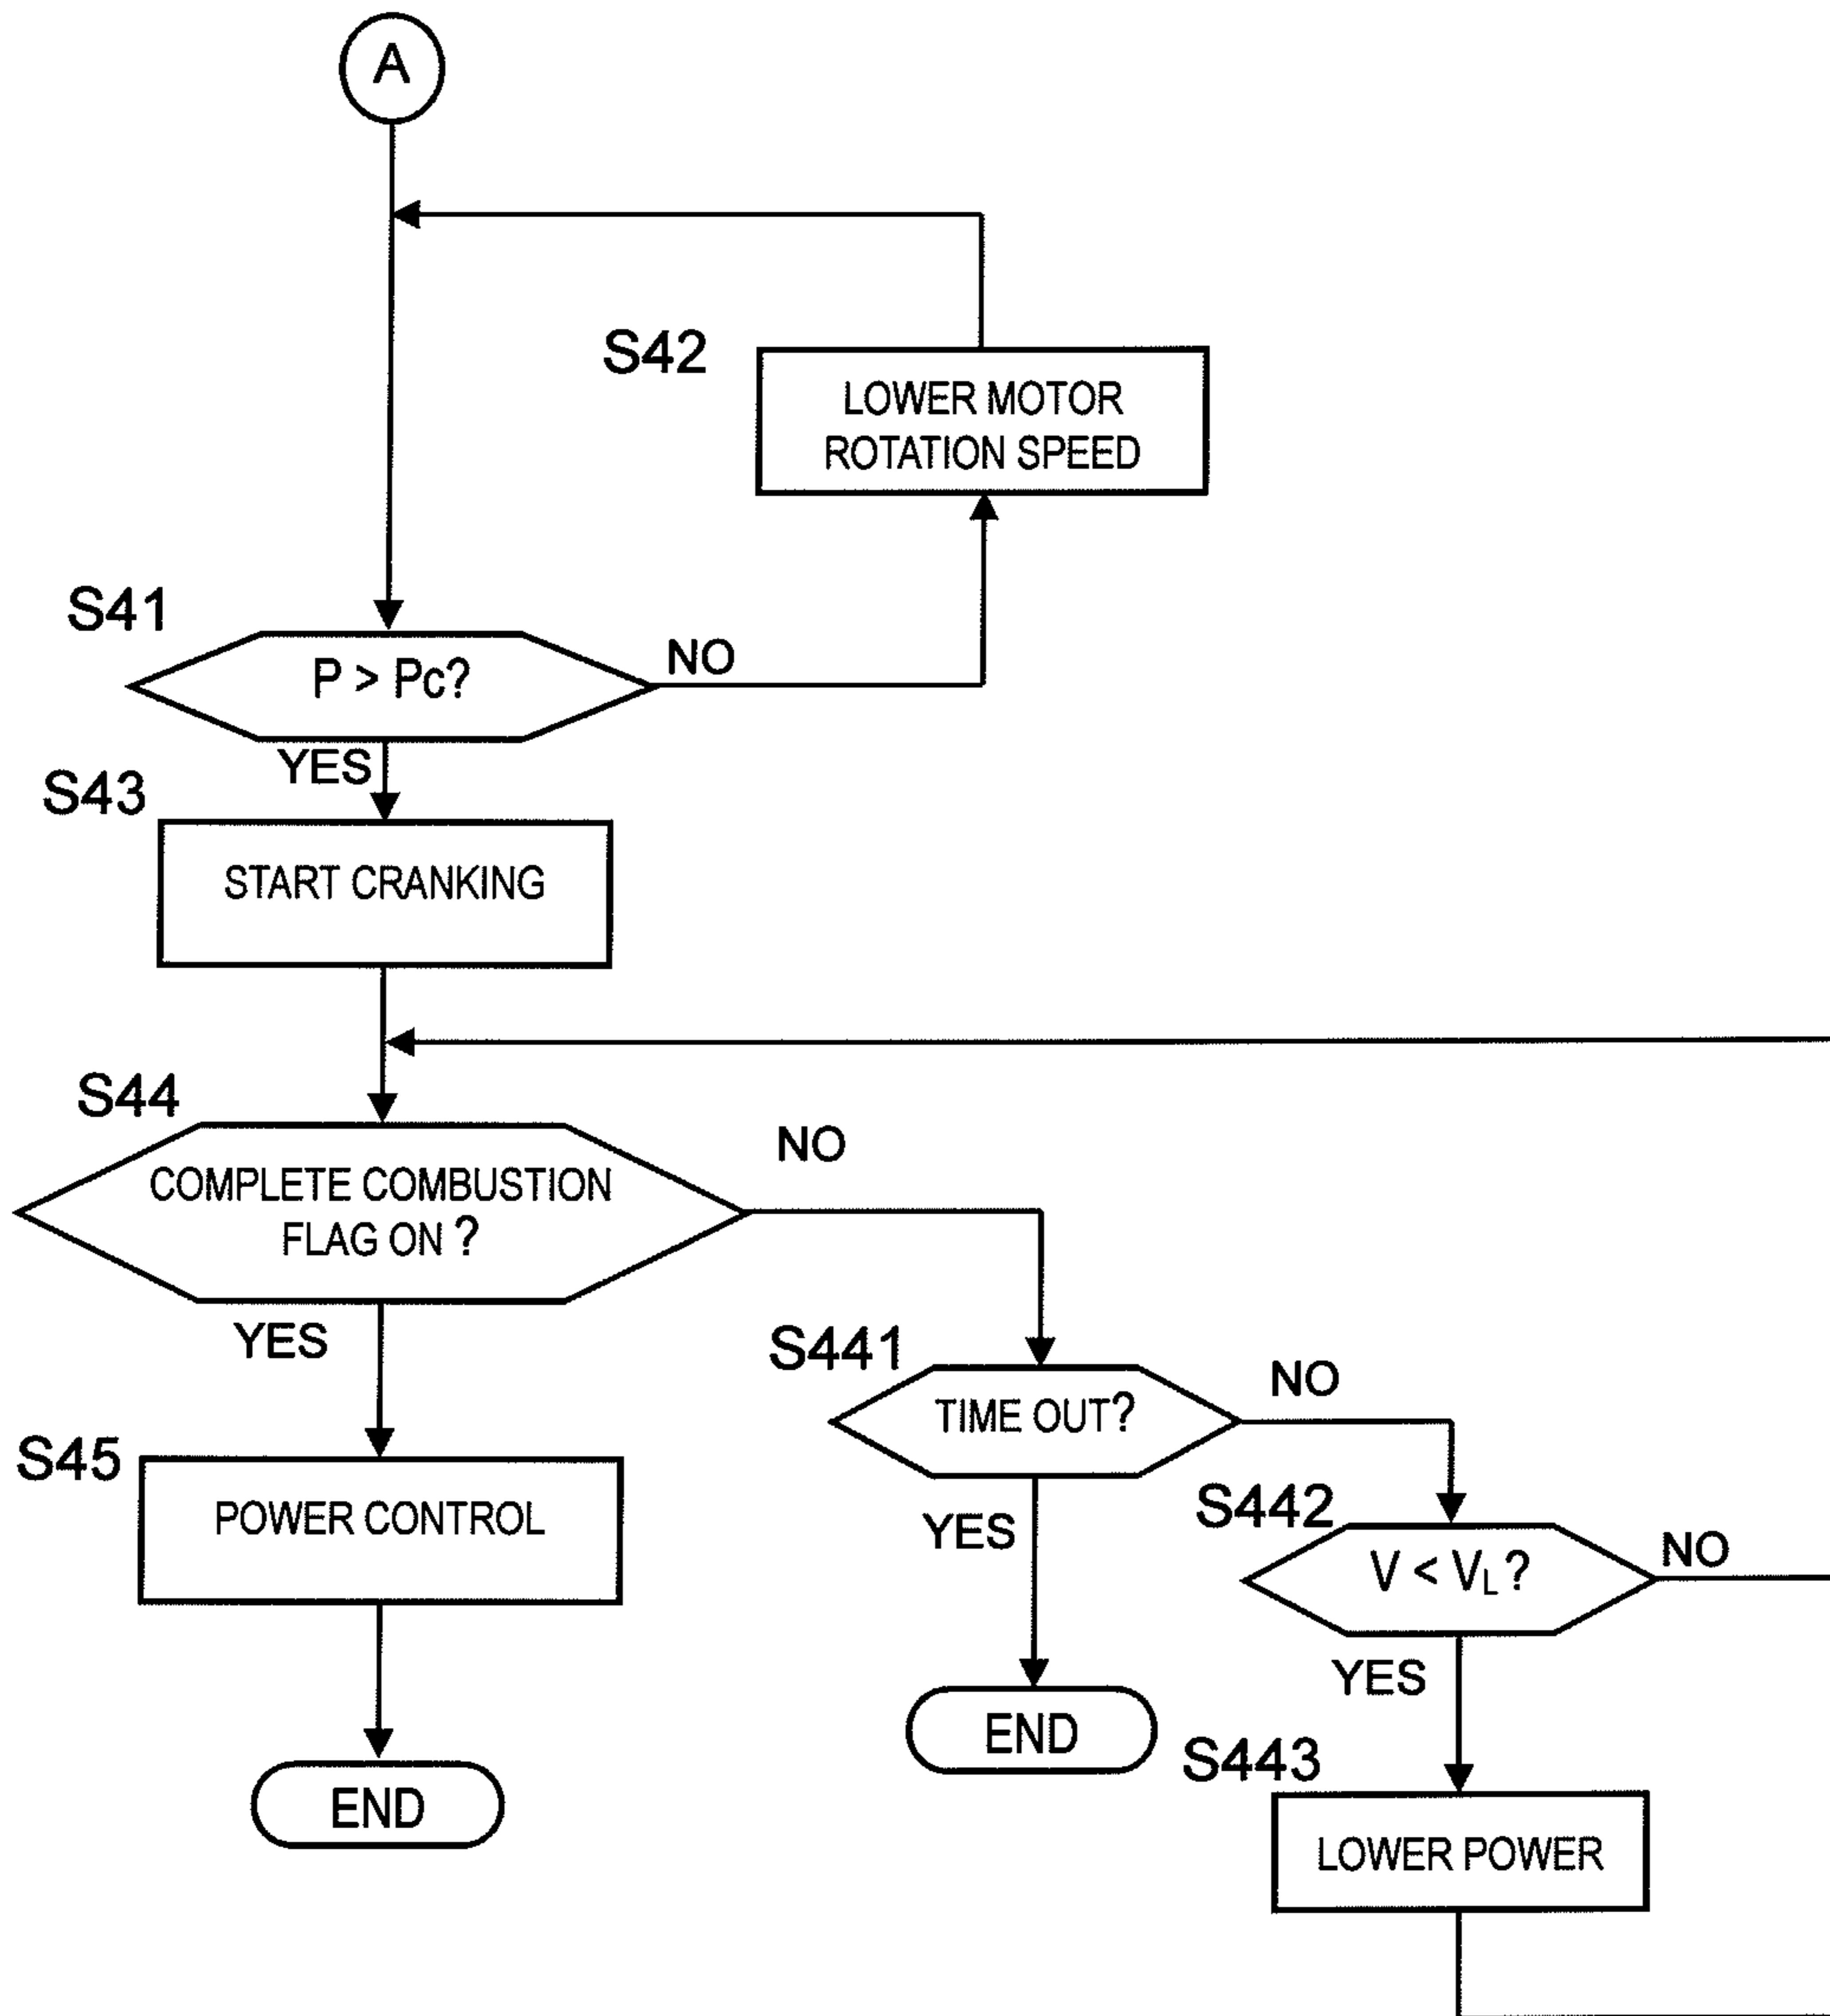 A
S42
LOWER MOTOR
ROTATION SPEED
S41
P > Pc?
NO
YES
S43
START CRANKING
S44
COMPLETE COMBUSTION
FLAG ON ?
NO
YES
S441
TIME OUT?
NO
YES
S45
POWER CONTROL
S442
V < VL ?
NO
YES
END
END
S443
LOWER POWER